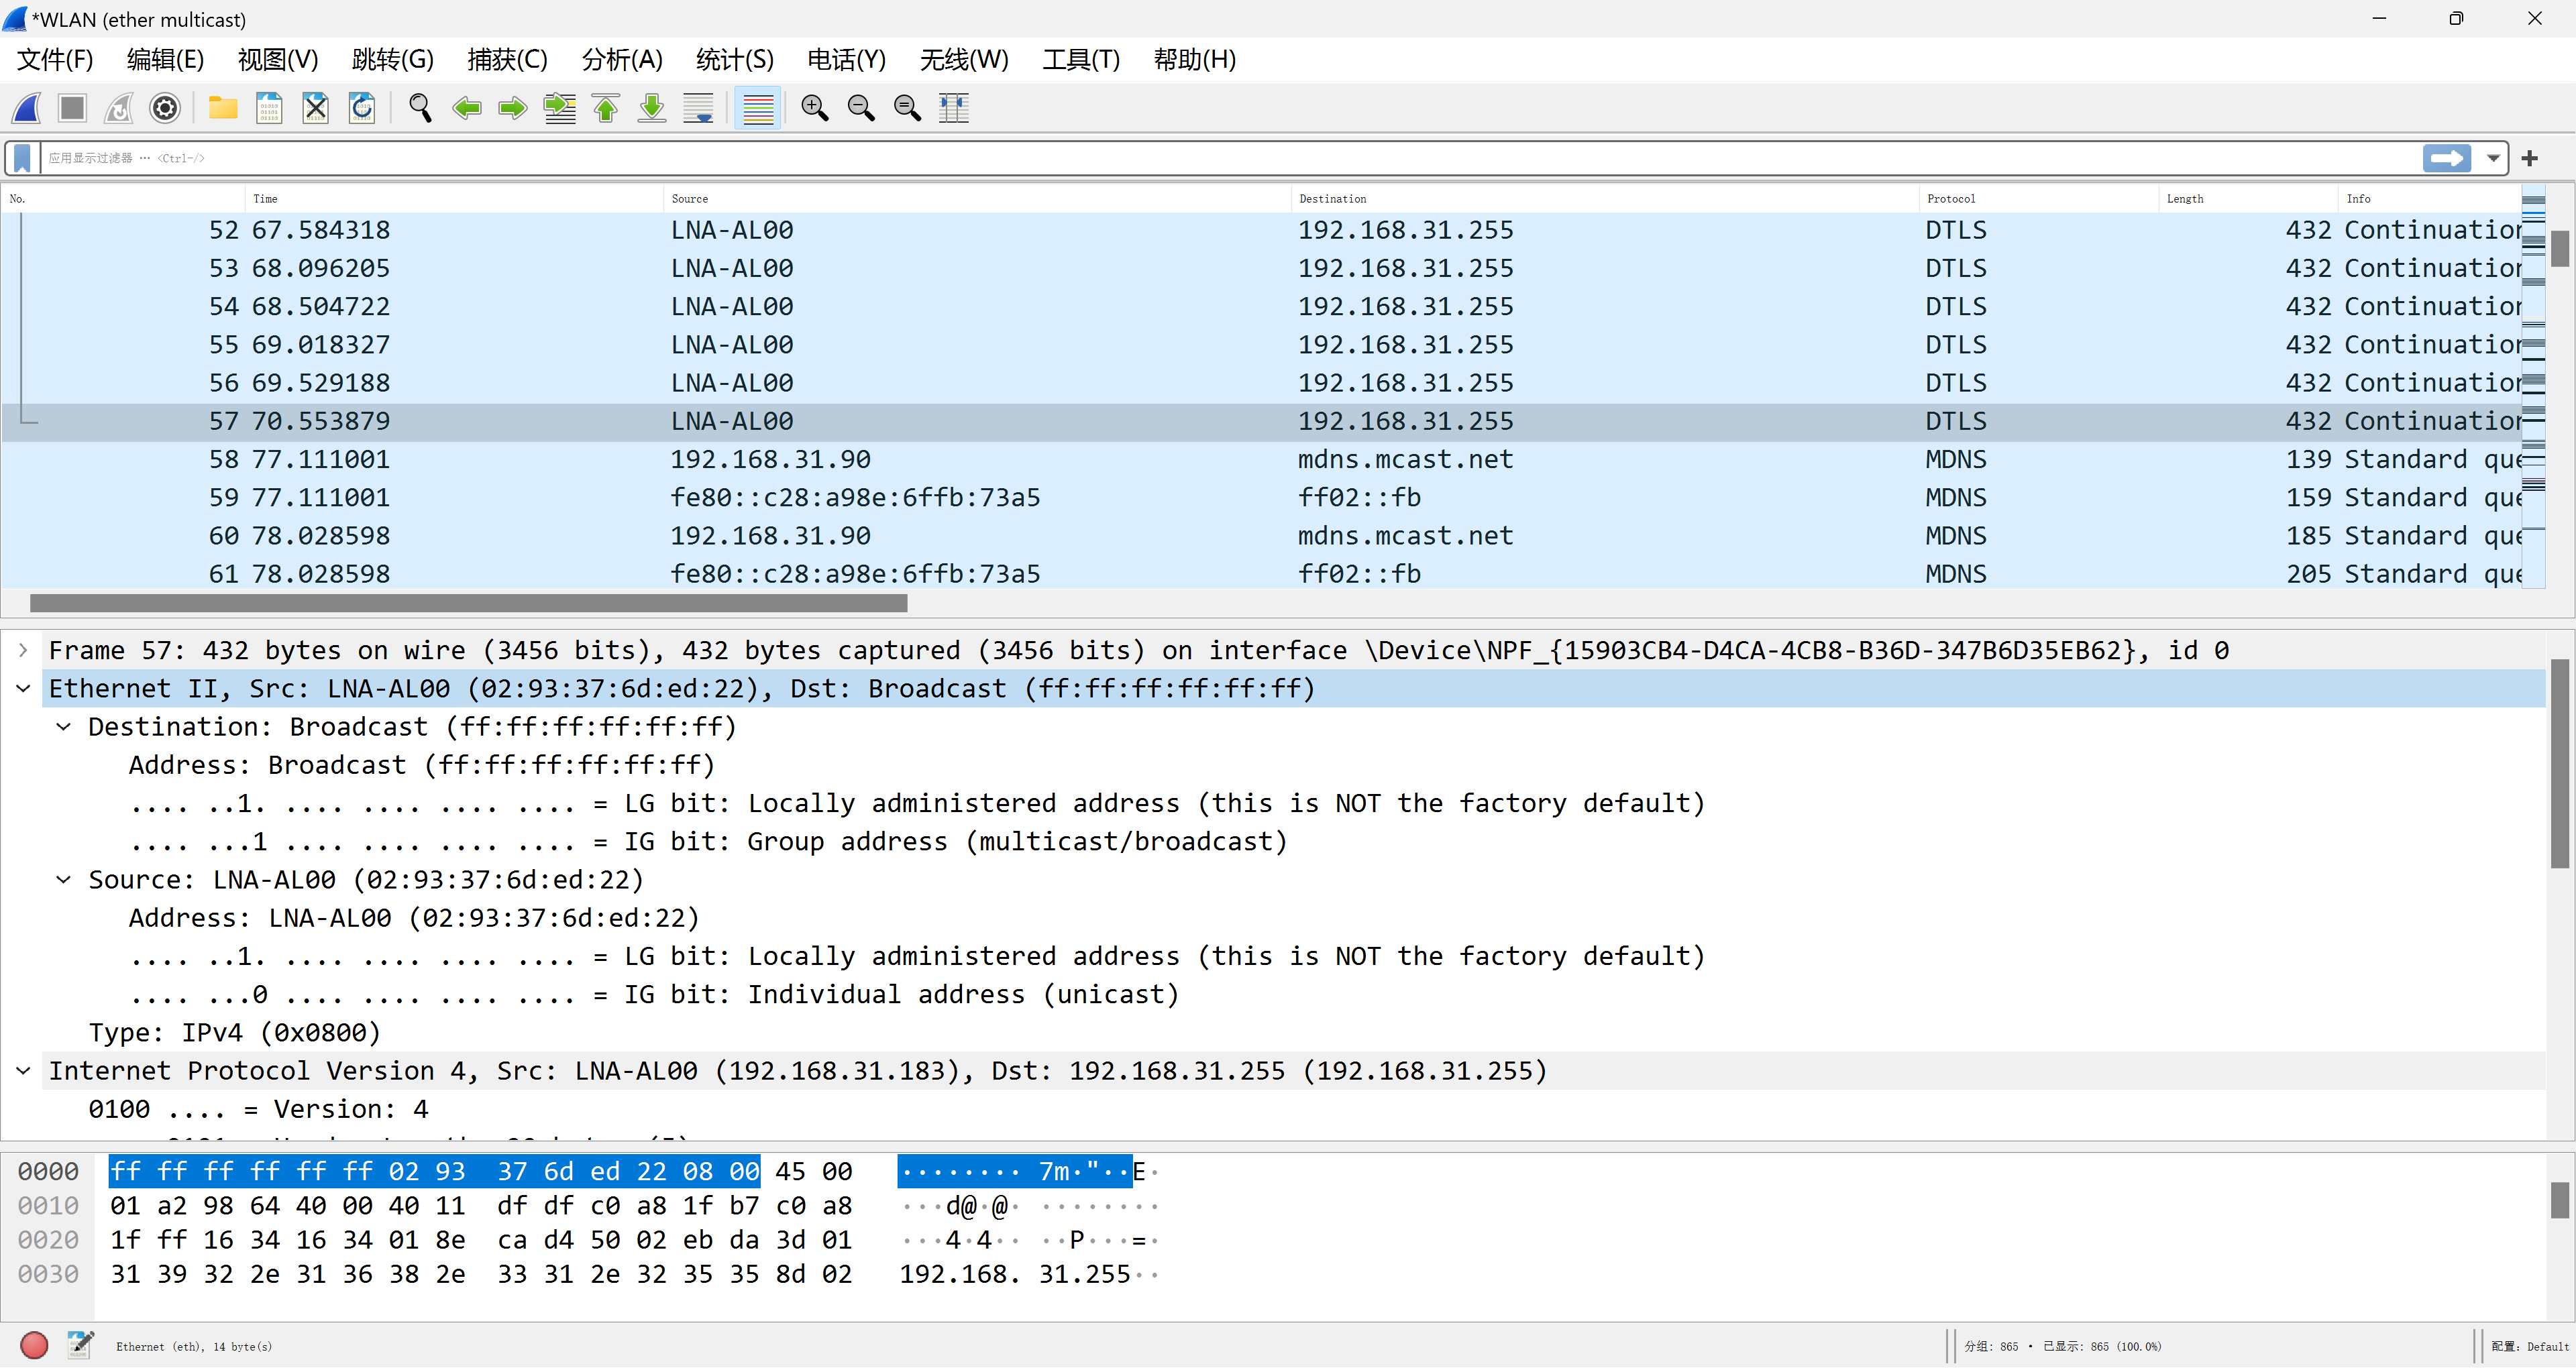 *WLAN (ether multicast)
文件(F) 编辑(E) 视图(V) 跳转(G) 捕获(C) 分析(A) 统计(S) 电话(Y) 无线(W) 工具(T) 帮助(H)
应用显示过滤器 … <Ctrl-/>
No. Time Source Destination Protocol Length Info
52 67.584318 LNA-AL00 192.168.31.255 DTLS 432 Continuation
53 68.096205 LNA-AL00 192.168.31.255 DTLS 432 Continuation
54 68.504722 LNA-AL00 192.168.31.255 DTLS 432 Continuation
55 69.018327 LNA-AL00 192.168.31.255 DTLS 432 Continuation
56 69.529188 LNA-AL00 192.168.31.255 DTLS 432 Continuation
57 70.553879 LNA-AL00 192.168.31.255 DTLS 432 Continuation
58 77.111001 192.168.31.90 mdns.mcast.net MDNS 139 Standard que
59 77.111001 fe80::c28:a98e:6ffb:73a5 ff02::fb MDNS 159 Standard que
60 78.028598 192.168.31.90 mdns.mcast.net MDNS 185 Standard que
61 78.028598 fe80::c28:a98e:6ffb:73a5 ff02::fb MDNS 205 Standard que
Frame 57: 432 bytes on wire (3456 bits), 432 bytes captured (3456 bits) on interface \Device\NPF_{15903CB4-D4CA-4CB8-B36D-347B6D35EB62}, id 0
Ethernet II, Src: LNA-AL00 (02:93:37:6d:ed:22), Dst: Broadcast (ff:ff:ff:ff:ff:ff)
Destination: Broadcast (ff:ff:ff:ff:ff:ff)
Address: Broadcast (ff:ff:ff:ff:ff:ff)
.... ..1. .... .... .... .... = LG bit: Locally administered address (this is NOT the factory default)
.... ...1 .... .... .... .... = IG bit: Group address (multicast/broadcast)
Source: LNA-AL00 (02:93:37:6d:ed:22)
Address: LNA-AL00 (02:93:37:6d:ed:22)
.... ..1. .... .... .... .... = LG bit: Locally administered address (this is NOT the factory default)
.... ...0 .... .... .... .... = IG bit: Individual address (unicast)
Type: IPv4 (0x0800)
Internet Protocol Version 4, Src: LNA-AL00 (192.168.31.183), Dst: 192.168.31.255 (192.168.31.255)
0100 .... = Version: 4
0000 ff ff ff ff ff ff 02 93 37 6d ed 22 08 00 45 00 ········ 7m·"··E·
0010 01 a2 98 64 40 00 40 11 df df c0 a8 1f b7 c0 a8 ···d@·@· ········
0020 1f ff 16 34 16 34 01 8e ca d4 50 02 eb da 3d 01 ···4·4·· ··P···=·
0030 31 39 32 2e 31 36 38 2e 33 31 2e 32 35 35 8d 02 192.168. 31.255··
Ethernet (eth), 14 byte(s) 分组: 865 · 已显示: 865 (100.0%) 配置: Default